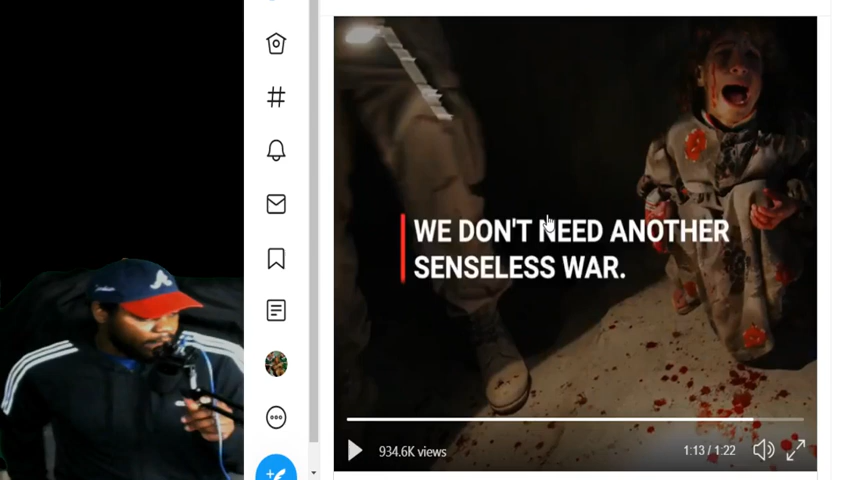 WE DON'T NEED ANOTHER
SENSELESS WAR.
934.6K views
1:13 / 1:22